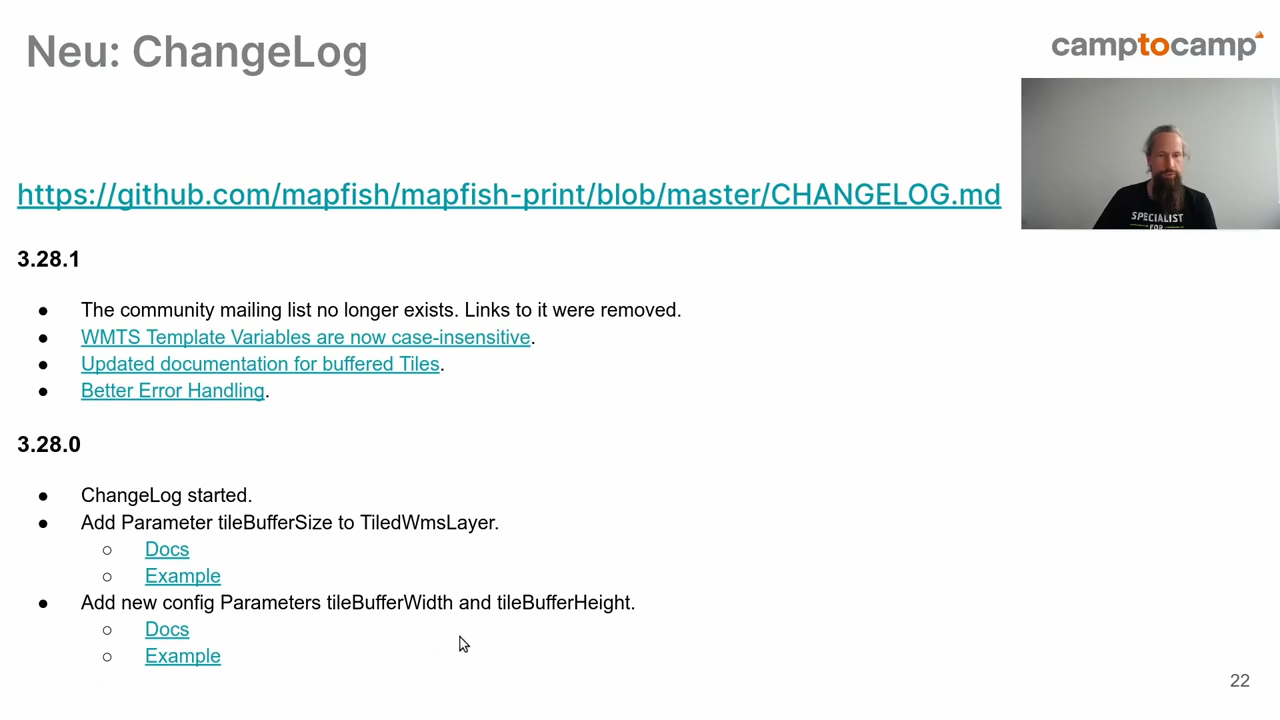 Neu: ChangeLog
camptocamp
https://github.com/mapfish/mapfish-print/blob/master/CHANGELOG.md
SPECIALIST
FOR
3.28.1
The community mailing list no longer exists. Links to it were removed.
WMTS Template Variables are now case-insensitive.
Updated documentation for buffered Tiles.
Better Error Handling.
3.28.0
ChangeLog started.
Add Parameter tileBufferSize to TiledWmsLayer.
Docs
Example
Add new config Parameters tileBufferWidth and tileBufferHeight.
Docs
Example
22